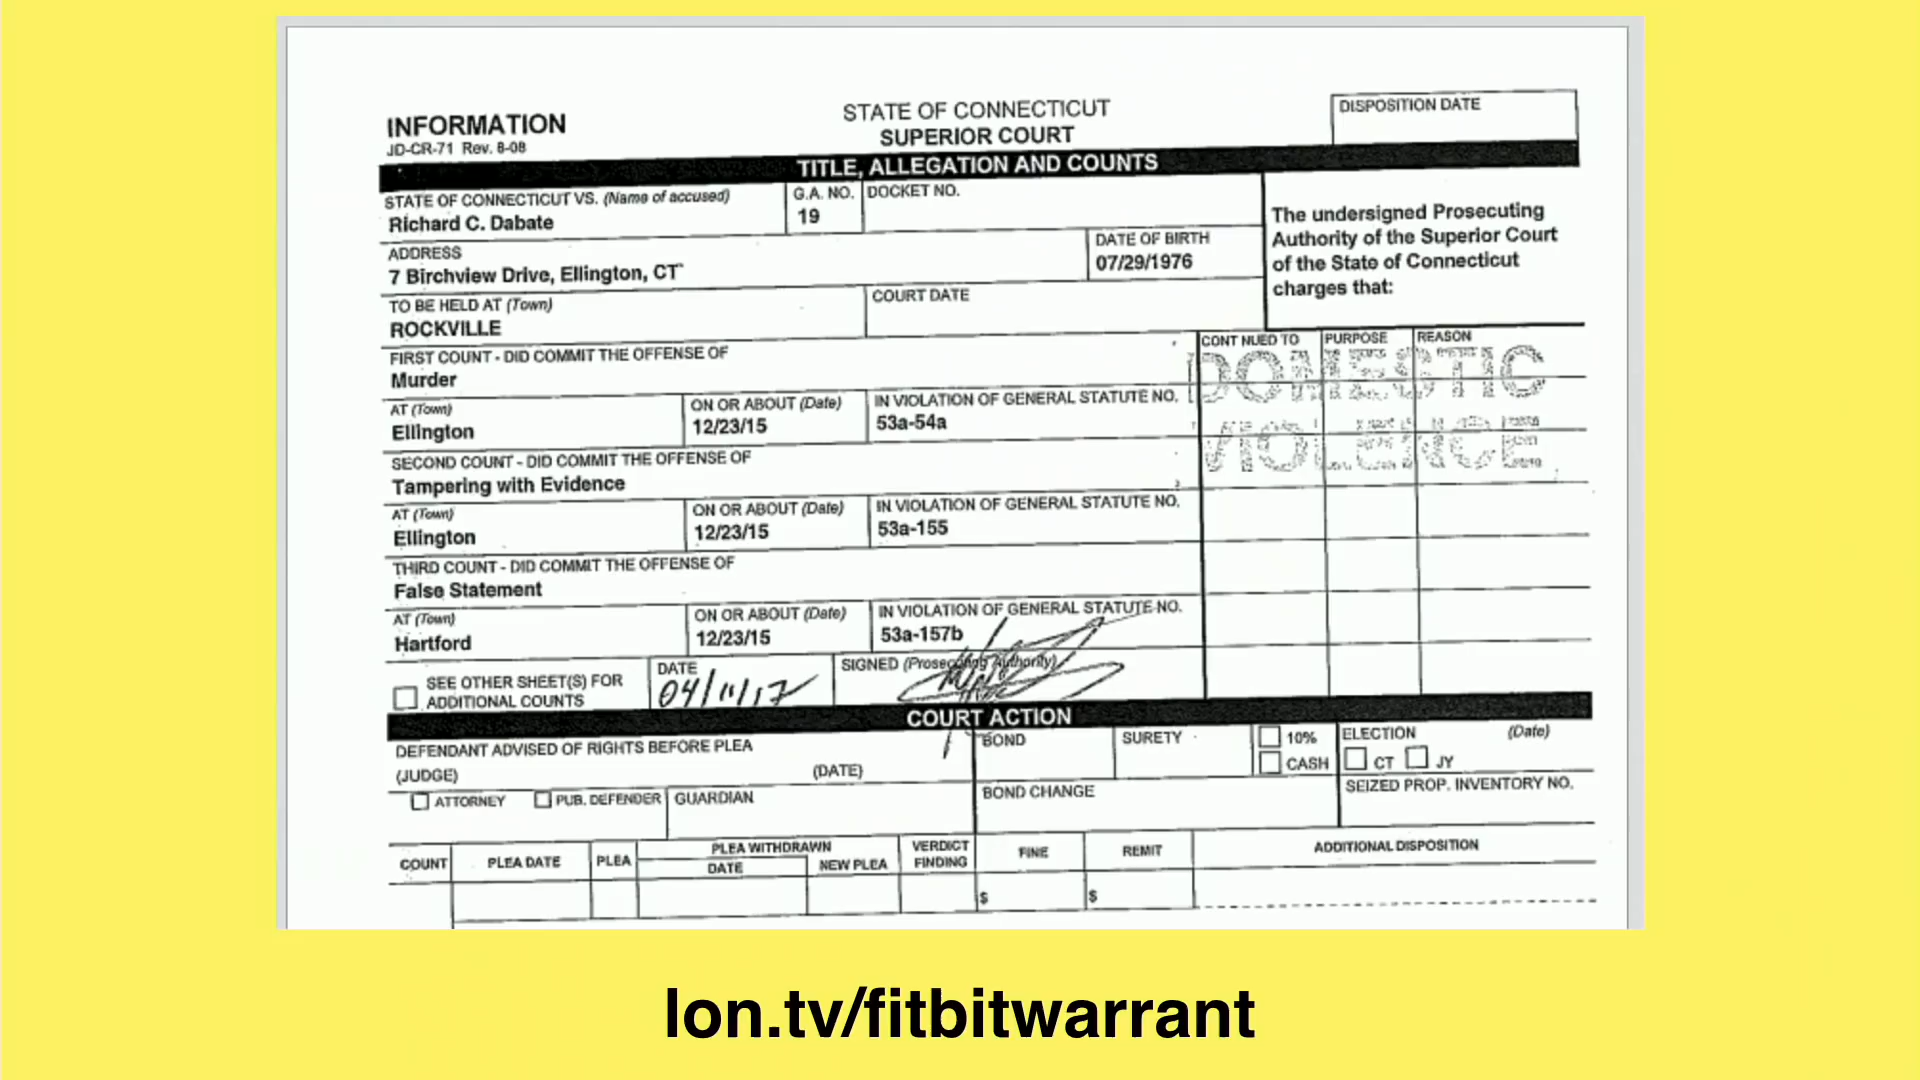 INFORMATION
JD-CR-71 Rev. 8-08
STATE OF CONNECTICUT
SUPERIOR COURT
DISPOSITION DATE
TITLE, ALLEGATION AND COUNTS
STATE OF CONNECTICUT VS. (Name of accused)
Richard C. Dabate
G.A. NO.
19
DOCKET NO.
The undersigned Prosecuting
Authority of the Superior Court
of the State of Connecticut
charges that:
ADDRESS
7 Birchview Drive, Ellington, CT
DATE OF BIRTH
07/29/1976
TO BE HELD AT (Town)
ROCKVILLE
COURT DATE
FIRST COUNT - DID COMMIT THE OFFENSE OF
Murder
CONT NUED TO
PURPOSE
REASON
DOMESTIC
VIOLENCE
AT (Town)
Ellington
ON OR ABOUT (Date)
12/23/15
IN VIOLATION OF GENERAL STATUTE NO.
53a-54a
SECOND COUNT - DID COMMIT THE OFFENSE OF
Tampering with Evidence
AT (Town)
Ellington
ON OR ABOUT (Date)
12/23/15
IN VIOLATION OF GENERAL STATUTE NO.
53a-155
THIRD COUNT - DID COMMIT THE OFFENSE OF
False Statement
AT (Town)
Hartford
ON OR ABOUT (Date)
12/23/15
IN VIOLATION OF GENERAL STATUTE NO.
53a-157b
SEE OTHER SHEET(S) FOR
ADDITIONAL COUNTS
DATE
04/11/17
SIGNED (Prosecuting Authority)
COURT ACTION
DEFENDANT ADVISED OF RIGHTS BEFORE PLEA
(JUDGE)
(DATE)
BOND
SURETY
10%
CASH
ELECTION
(Date)
CT
JY
ATTORNEY
PUB. DEFENDER
GUARDIAN
BOND CHANGE
SEIZED PROP. INVENTORY NO.
COUNT
PLEA DATE
PLEA
PLEA WITHDRAWN
DATE
NEW PLEA
VERDICT
FINDING
FINE
REMIT
ADDITIONAL DISPOSITION
$
$
lon.tv/fitbitwarrant